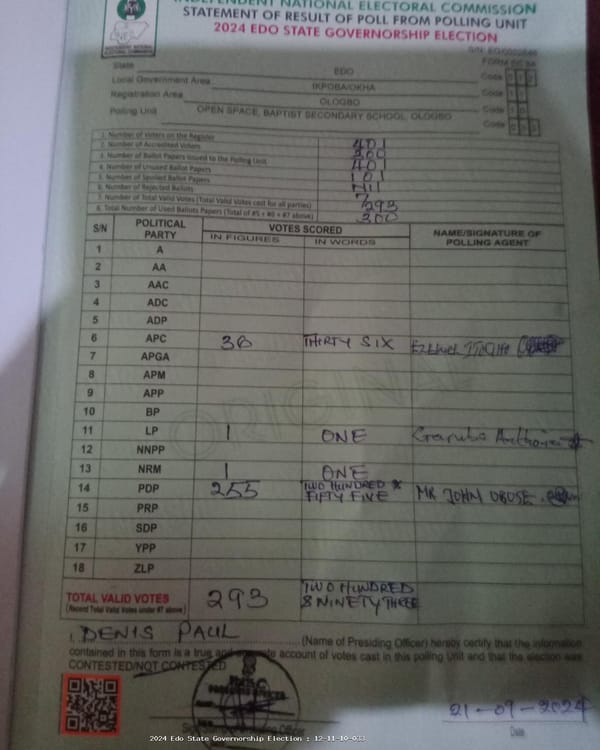 INDEPENDENT NATIONAL ELECTORAL COMMISSION
STATEMENT OF RESULT OF POLL FROM POLLING UNIT
2024 EDO STATE GOVERNORSHIP ELECTION
State EDO Code
Local Government Area IKPOBA/OKHA Code
Registration Area OLOGBO Code
Polling Unit OPEN SPACE, BAPTIST SECONDARY SCHOOL, OLOGBO Code
1. Number of Voters on the Register 401
2. Number of Accredited Voters 300
3. Number of Ballot Papers Issued to the Polling Unit 401
4. Number of Unused Ballot Papers 101
5. Number of Spoiled Ballot Papers Nil
6. Number of Rejected Ballots 7
7. Number of Total Valid Votes (Total Valid Votes cast for all parties) 293
8. Total Number of Used Ballots Papers (Total of #5 + #6 + #7 above) 300
S/N POLITICAL PARTY VOTES SCORED NAME/SIGNATURE OF POLLING AGENT
IN FIGURES IN WORDS
1 A
2 AA
3 AAC
4 ADC
5 ADP
6 APC 36 THIRTY SIX
7 APGA
8 APM
9 APP
10 BP
11 LP 1 ONE
12 NNPP
13 NRM 1 ONE
14 PDP 255 TWO HUNDRED & FIFTY FIVE MR JOHN OBUSE
15 PRP
16 SDP
17 YPP
18 ZLP
TOTAL VALID VOTES 293 TWO HUNDRED & NINETY THREE
(Record Total Valid Votes under #7 above)
I, DENIS PAUL (Name of Presiding Officer) hereby certify that the information
contained in this form is a true and account of votes cast in this polling unit and that the election was
CONTESTED/NOT CONTESTED
21-09-2024
Date
ORIGINAL
2024 Edo State Governorship Election : 12-11-10-033